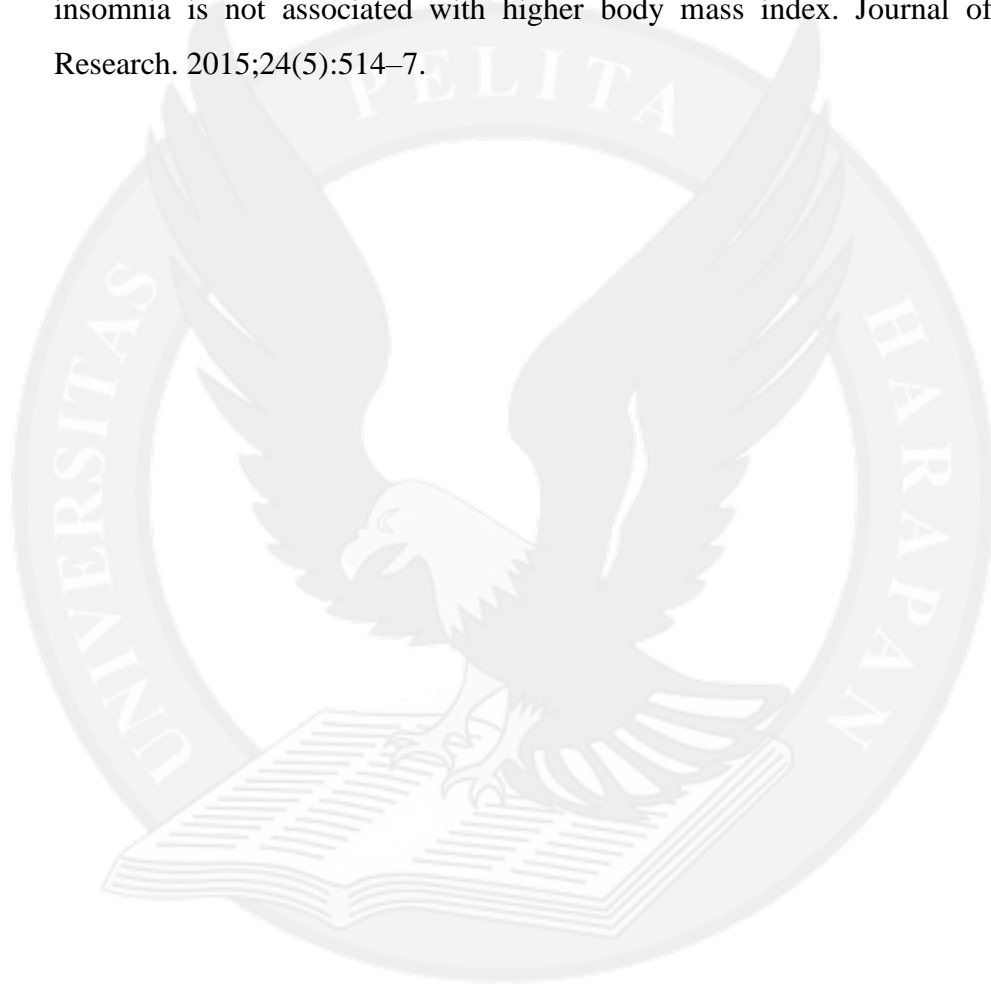 insomnia is not associated with higher body mass index. Journal of
Research. 2015;24(5):514–7.
PELITA
UNIVERSITAS
HARAPAN